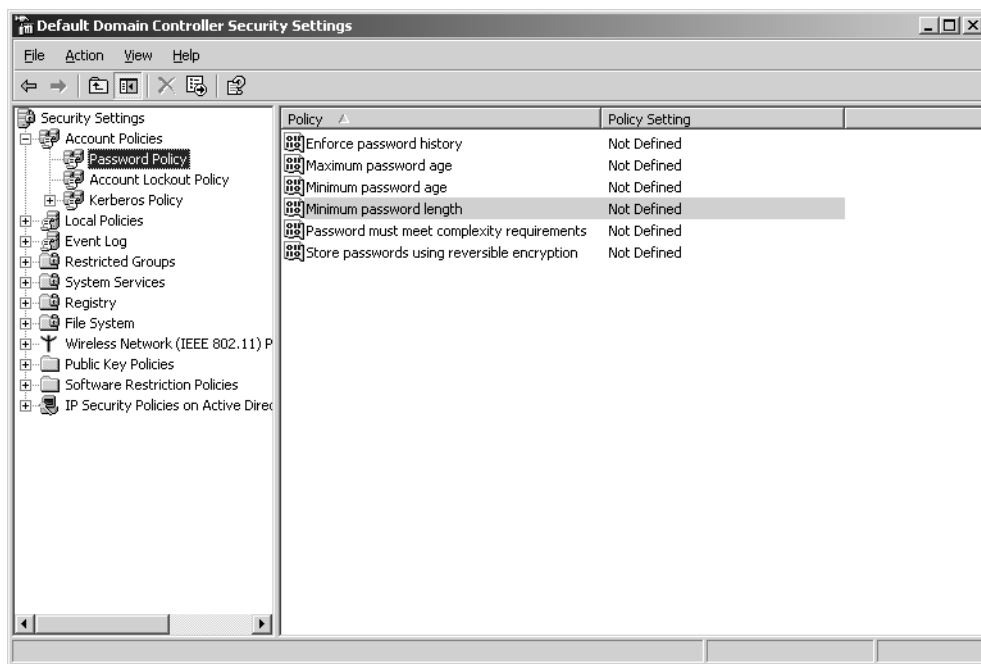 Default Domain Controller Security Settings
File Action View Help
Security Settings
Account Policies
Password Policy
Account Lockout Policy
Kerberos Policy
Local Policies
Event Log
Restricted Groups
System Services
Registry
File System
Wireless Network (IEEE 802.11) P
Public Key Policies
Software Restriction Policies
IP Security Policies on Active Direc
Policy Policy Setting
Enforce password history Not Defined
Maximum password age Not Defined
Minimum password age Not Defined
Minimum password length Not Defined
Password must meet complexity requirements Not Defined
Store passwords using reversible encryption Not Defined